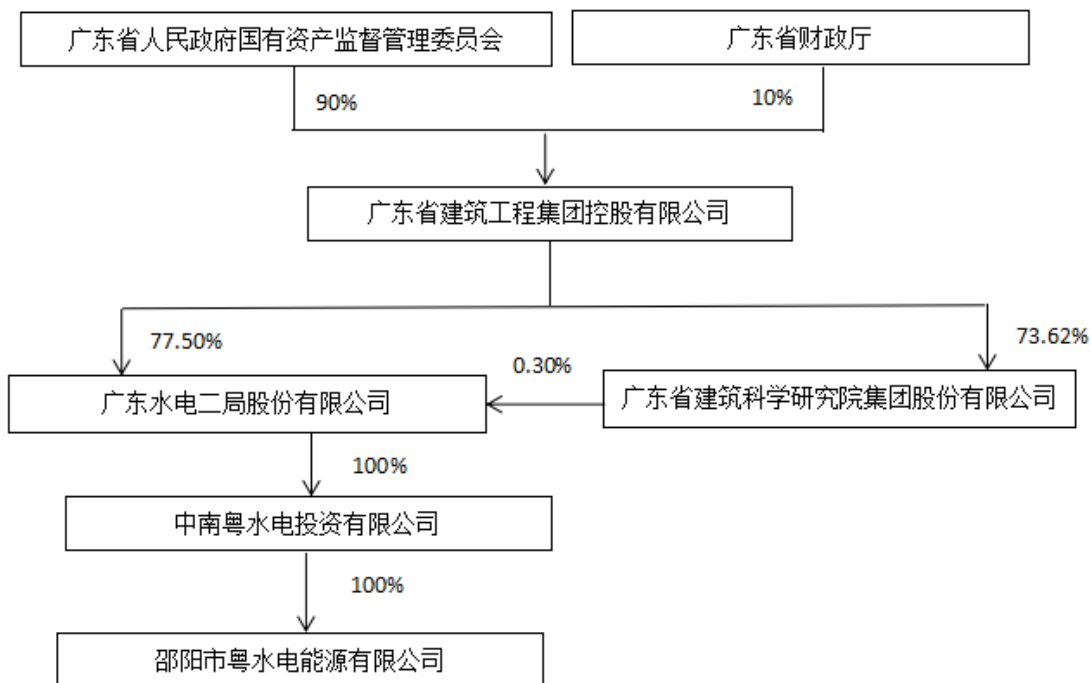 广东省人民政府国有资产监督管理委员会
广东省财政厅
90%
10%
广东省建筑工程集团控股有限公司
77.50%
0.30%
73.62%
广东水电二局股份有限公司
广东省建筑科学研究院集团股份有限公司
100%
中南粤水电投资有限公司
100%
邵阳市粤水电能源有限公司